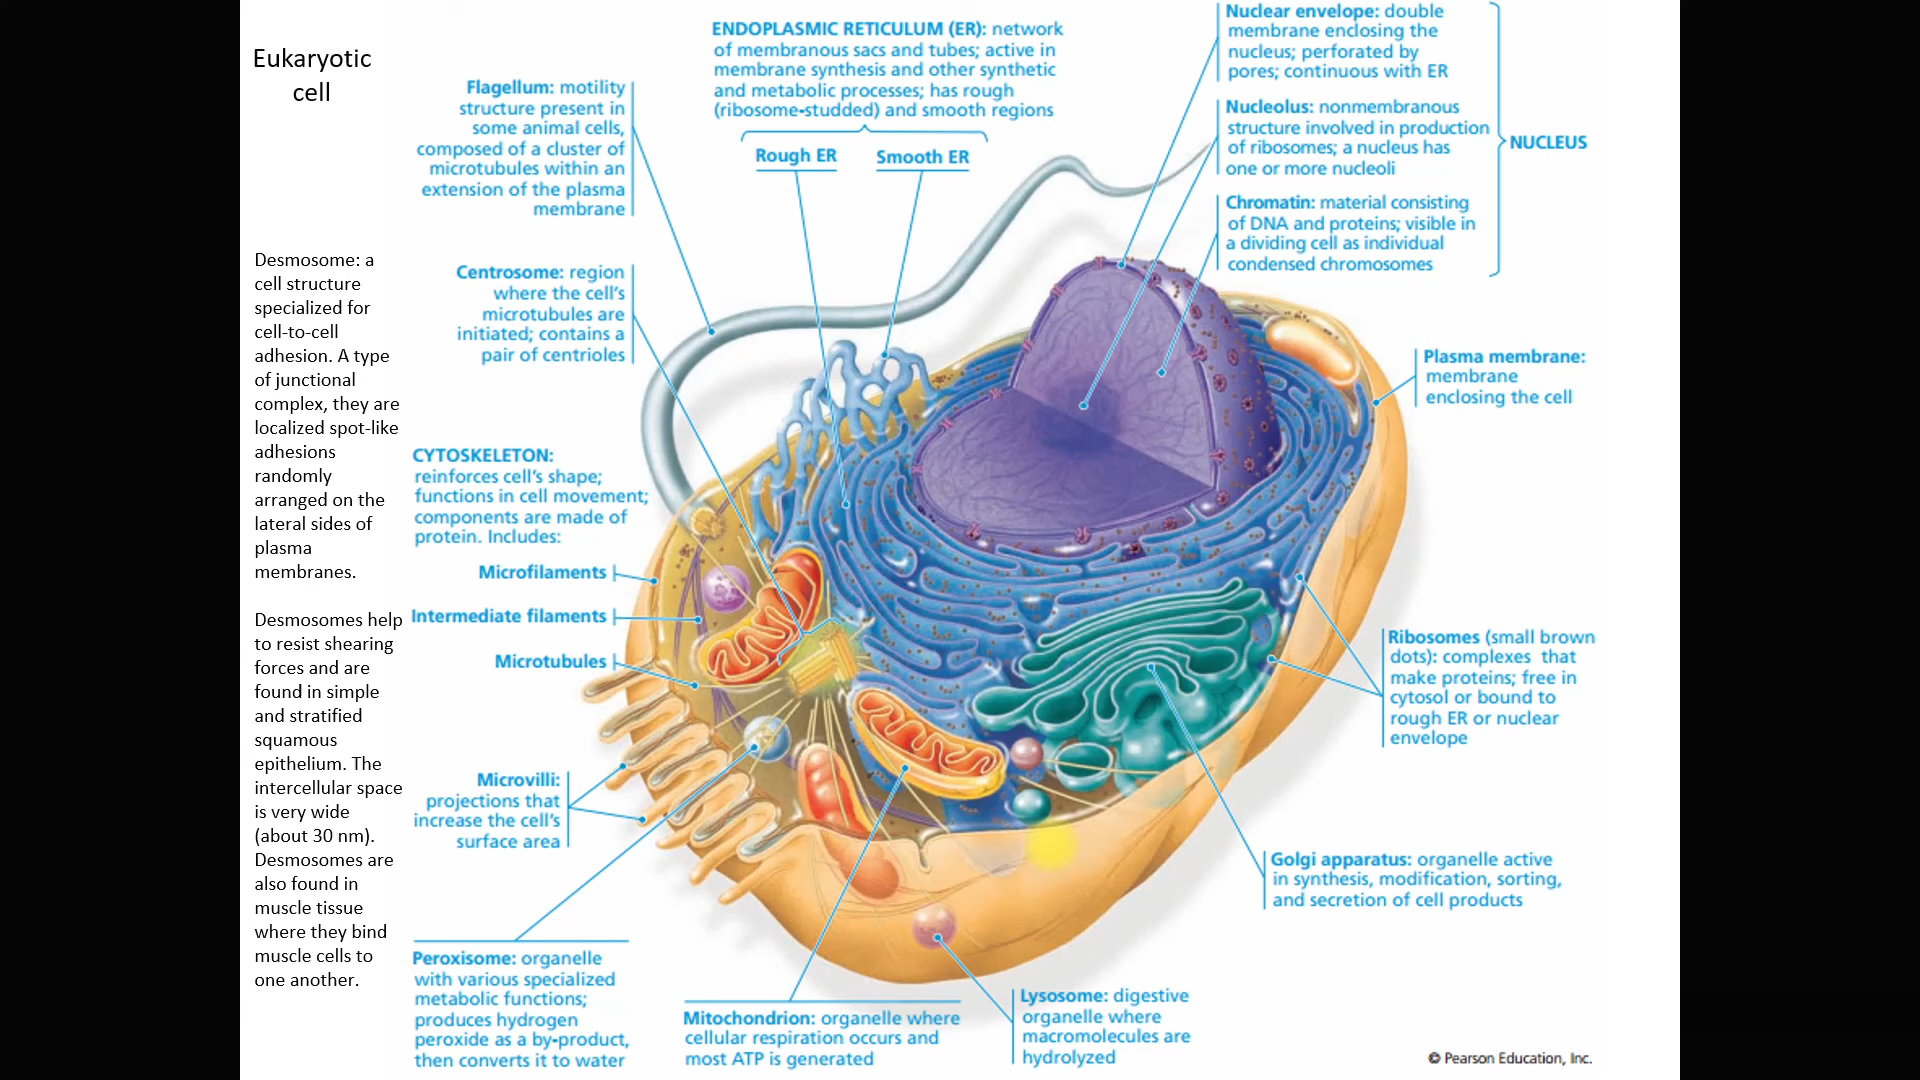 Eukaryotic
cell
Desmosome: a
cell structure
specialized for
cell-to-cell
adhesion. A type
of junctional
complex, they are
localized spot-like
adhesions
randomly
arranged on the
lateral sides of
plasma
membranes.
Desmosomes help
to resist shearing
forces and are
found in simple
and stratified
squamous
epithelium. The
intercellular space
is very wide
(about 30 nm).
Desmosomes are
also found in
muscle tissue
where they bind
muscle cells to
one another.
Flagellum: motility
structure present in
some animal cells,
composed of a cluster of
microtubules within an
extension of the plasma
membrane
Centrosome: region
where the cell's
microtubules are
initiated; contains a
pair of centrioles
CYTOSKELETON:
reinforces cell's shape;
functions in cell movement;
components are made of
protein. Includes:
Microfilaments
Intermediate filaments
Microtubules
Microvilli:
projections that
increase the cell's
surface area
Peroxisome: organelle
with various specialized
metabolic functions;
produces hydrogen
peroxide as a by-product,
then converts it to water
ENDOPLASMIC RETICULUM (ER): network
of membranous sacs and tubes; active in
membrane synthesis and other synthetic
and metabolic processes; has rough
(ribosome-studded) and smooth regions
Rough ER
Smooth ER
Nuclear envelope: double
membrane enclosing the
nucleus; perforated by
pores; continuous with ER
Nucleolus: nonmembranous
structure involved in production
of ribosomes; a nucleus has
one or more nucleoli
Chromatin: material consisting
of DNA and proteins; visible in
a dividing cell as individual
condensed chromosomes
NUCLEUS
Plasma membrane:
membrane
enclosing the cell
Ribosomes (small brown
dots): complexes that
make proteins; free in
cytosol or bound to
rough ER or nuclear
envelope
Golgi apparatus: organelle active
in synthesis, modification, sorting,
and secretion of cell products
Mitochondrion: organelle where
cellular respiration occurs and
most ATP is generated
Lysosome: digestive
organelle where
macromolecules are
hydrolyzed
© Pearson Education, Inc.